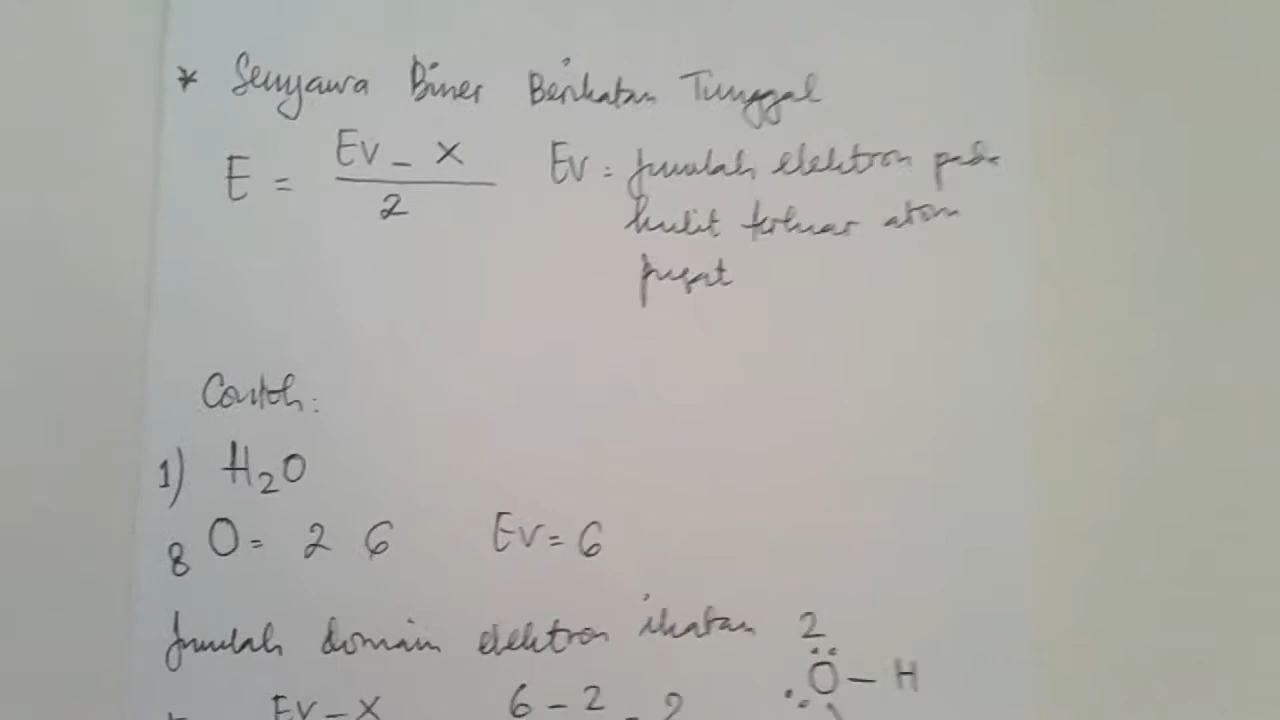 * Senyawa Biner Berikatan Tunggal
E = Ev - X / 2 Ev = Jumlah elektron pada
kulit terluar atom
pusat
Contoh:
1) H₂O
₈O = 2 6 Ev = 6
Jumlah domain elektron ikatan 2
O - H
Ev - X 6 - 2